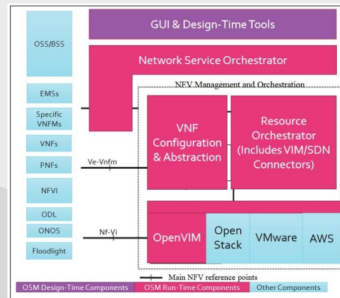 GUI & Design-Time Tools
OSS/BSS
Network Service Orchestrator
NFV Management and Orchestration
EMSs
Specific
VNFMs
VNFs
PNFs
NFVI
ODL
ONOS
Floodlight
Ve-Vnfm
Nf-Vi
VNF
Configuration
& Abstraction
Resource
Orchestrator
(Includes VIM/SDN
Connectors)
OpenVIM
Open
Stack
VMware
AWS
Main NFV reference points
OSM Design-Time Components
OSM Run-Time Components
Other Components